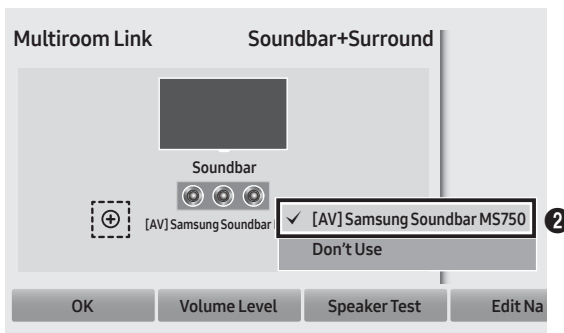 Multiroom Link Soundbar+Surround
Soundbar
[AV] Samsung Soundbar
✓ [AV] Samsung Soundbar MS750 ❷
Don't Use
OK Volume Level Speaker Test Edit Na